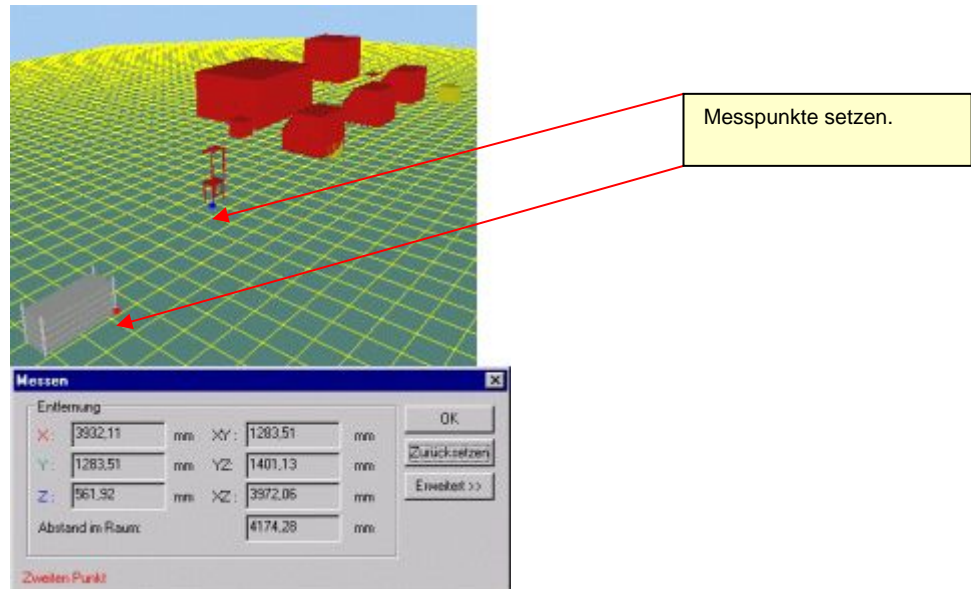 Messpunkte setzen.
Messen
Entfernung
OK
X: 3932,11 mm XY: 1283,51 mm
Zurücksetzen
Y: 1283,51 mm YZ: 1401,13 mm
Erweitert >>
Z: 561,92 mm XZ: 3972,06 mm
Abstand im Raum: 4174,28 mm
Zweiten Punkt